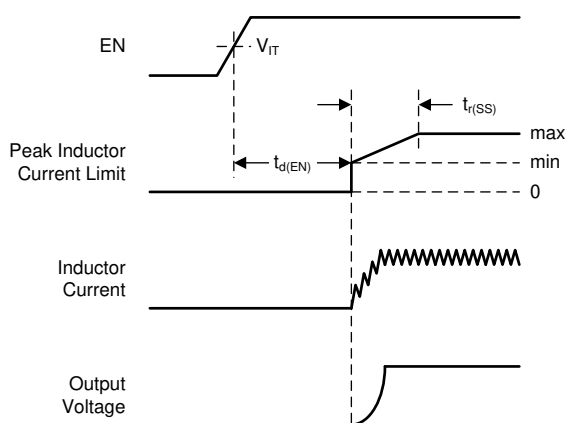 EN
V_IT
t_r(SS)
Peak Inductor
Current Limit
t_d(EN)
max
min
0
Inductor
Current
Output
Voltage